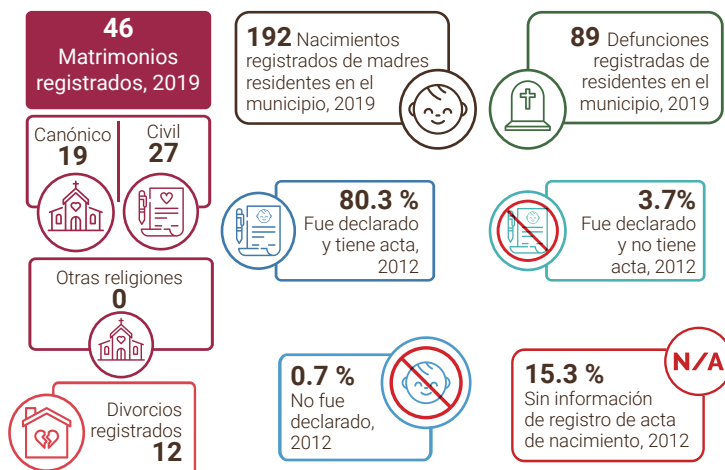 46
Matrimonios
registrados, 2019
Canónico
19
Civil
27
Otras religiones
0
Divorcios
registrados
12
192 Nacimientos
registrados de madres
residentes en el
municipio, 2019
89 Defunciones
registradas de
residentes en el
municipio, 2019
80.3 %
Fue declarado
y tiene acta,
2012
3.7%
Fue declarado
y no tiene
acta, 2012
0.7 %
No fue
declarado,
2012
N/A
15.3 %
Sin información
de registro de acta
de nacimiento, 2012